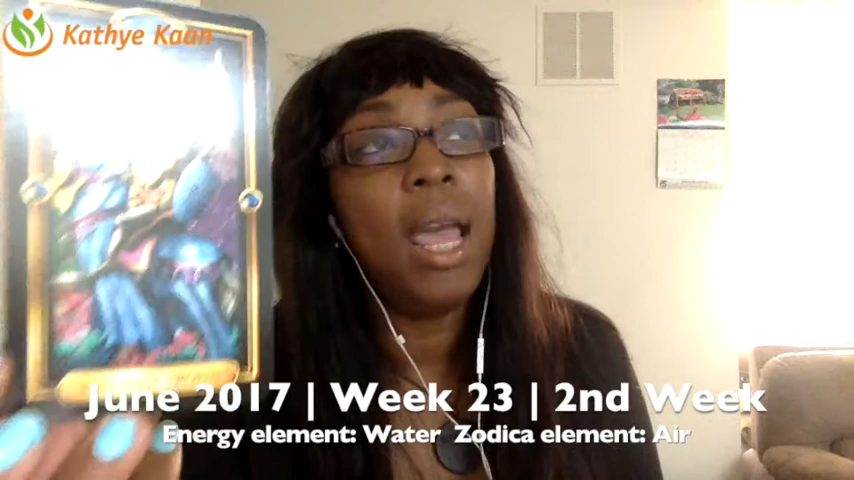 Kathye Kaan
June 2017 | Week 23 | 2nd Week
Energy element: Water Zodica element: Air